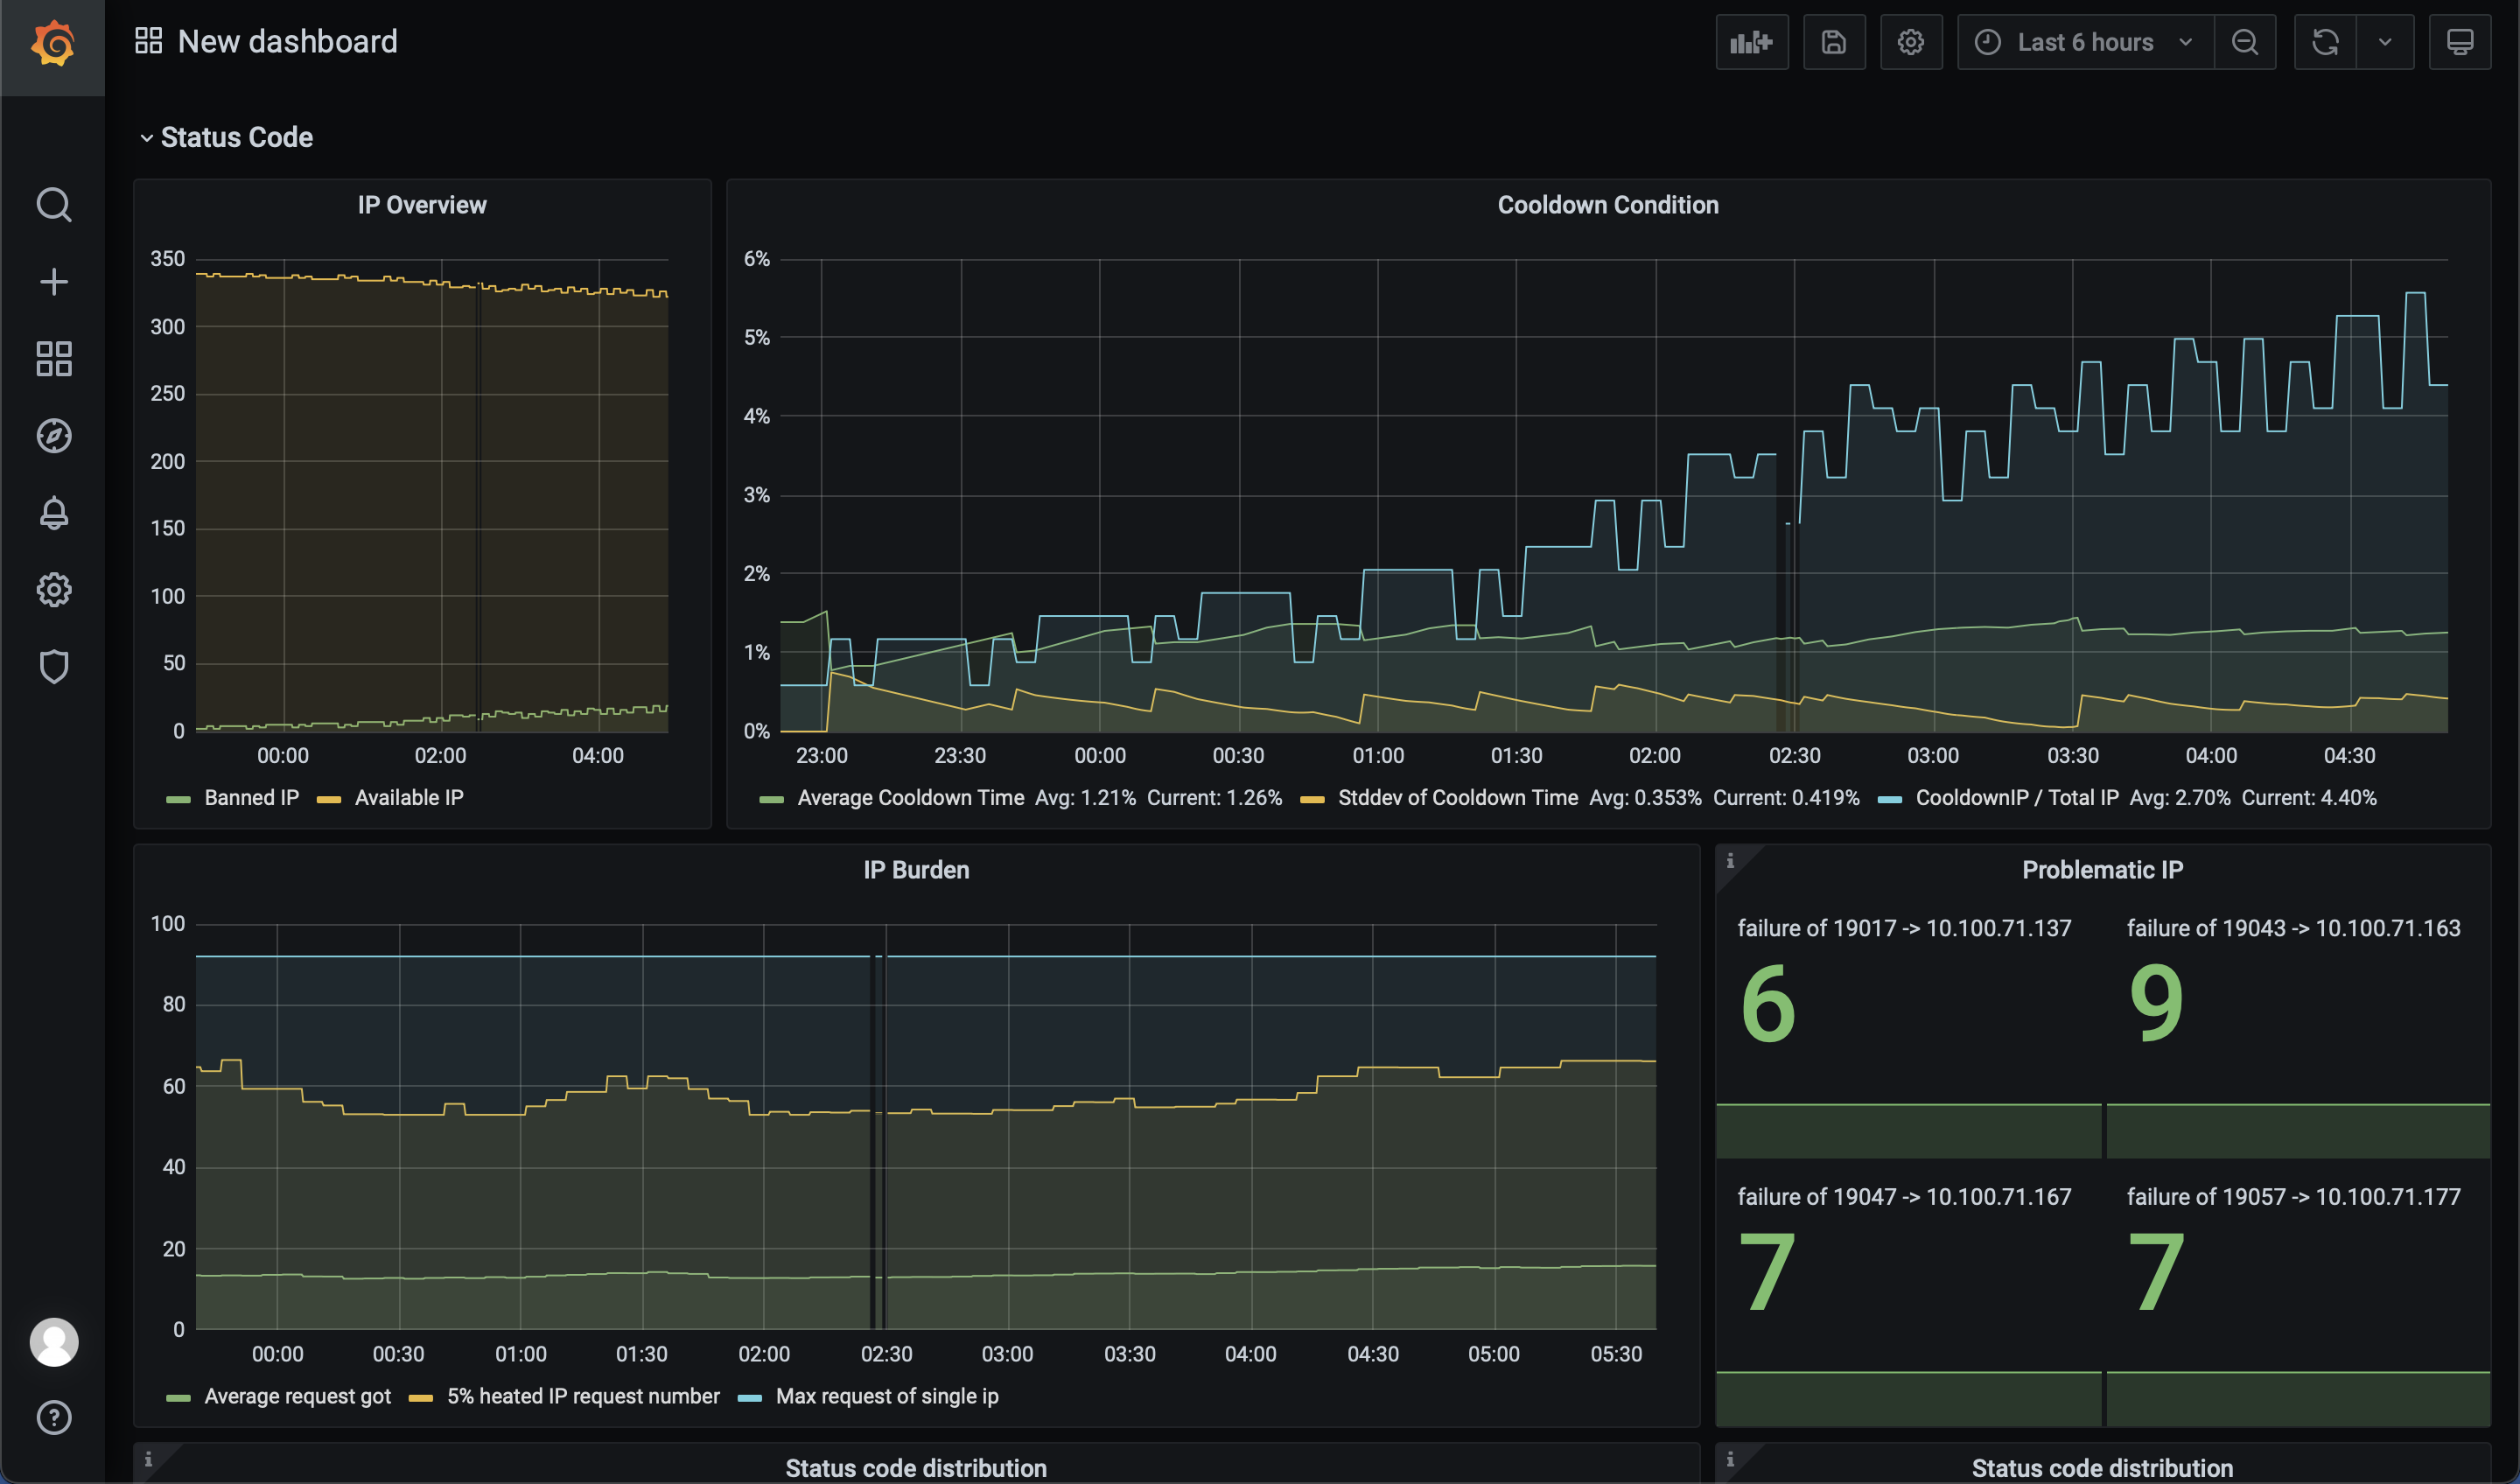 New dashboard
Last 6 hours
Status Code
IP Overview
350
300
250
200
150
100
50
0
00:00 02:00 04:00
Banned IP Available IP
Cooldown Condition
6%
5%
4%
3%
2%
1%
0%
23:00 23:30 00:00 00:30 01:00 01:30 02:00 02:30 03:00 03:30 04:00 04:30
Average Cooldown Time Avg: 1.21% Current: 1.26% Stddev of Cooldown Time Avg: 0.353% Current: 0.419% CooldownIP / Total IP Avg: 2.70% Current: 4.40%
IP Burden
100
80
60
40
20
0
00:00 00:30 01:00 01:30 02:00 02:30 03:00 03:30 04:00 04:30 05:00 05:30
Average request got 5% heated IP request number Max request of single ip
i
Problematic IP
failure of 19017 -> 10.100.71.137
6
failure of 19043 -> 10.100.71.163
9
failure of 19047 -> 10.100.71.167
7
failure of 19057 -> 10.100.71.177
7
i
Status code distribution
i
Status code distribution